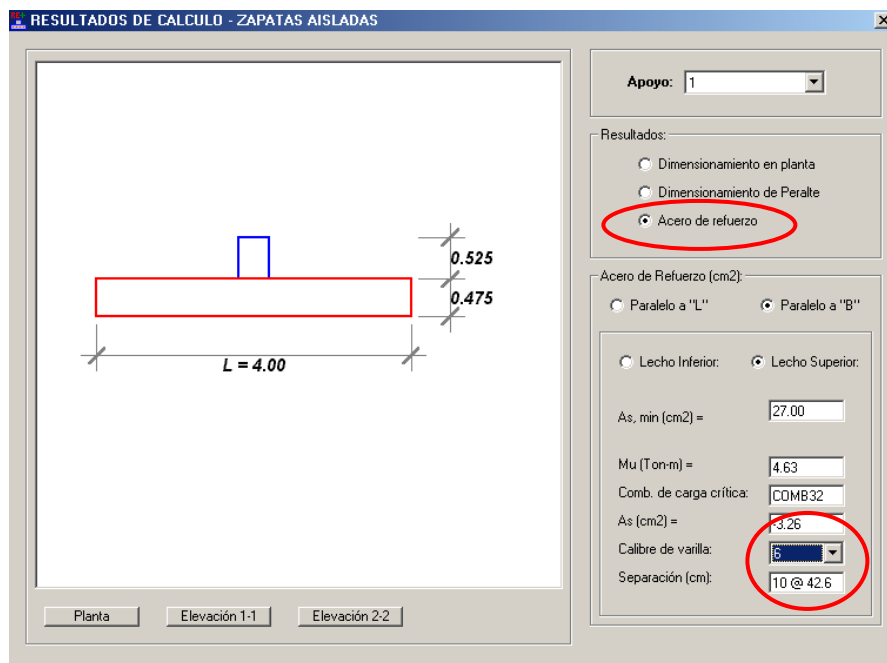 RESULTADOS DE CALCULO - ZAPATAS AISLADAS
Apoyo: 1
Resultados:
Dimensionamiento en planta
Dimensionamiento de Peralte
Acero de refuerzo
0.525
0.475
L = 4.00
Acero de Refuerzo (cm2):
Paralelo a "L" Paralelo a "B"
Lecho Inferior: Lecho Superior:
As, min (cm2) = 27.00
Mu (Ton-m) = 4.63
Comb. de carga crítica: COMB32
As (cm2) = -3.26
Calibre de varilla: 6
Separación (cm): 10 @ 42.6
Planta Elevación 1-1 Elevación 2-2